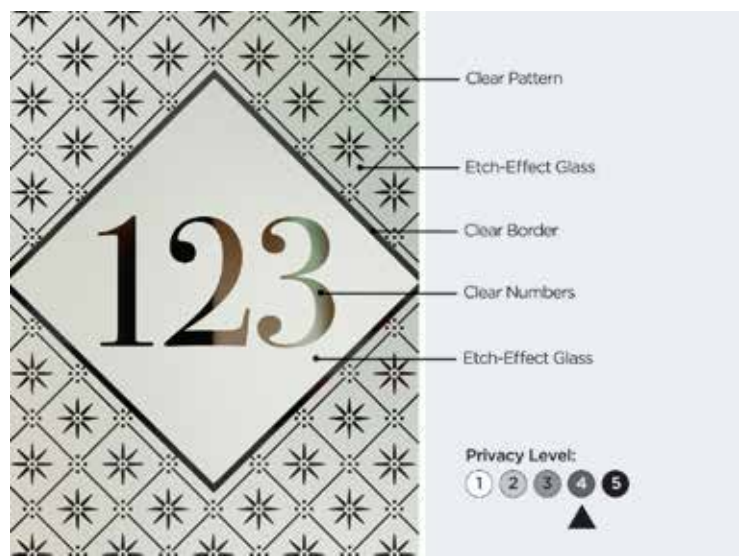 123
Clear Pattern
Etch-Effect Glass
Clear Border
Clear Numbers
Etch-Effect Glass
Privacy Level:
1 2 3 4 5